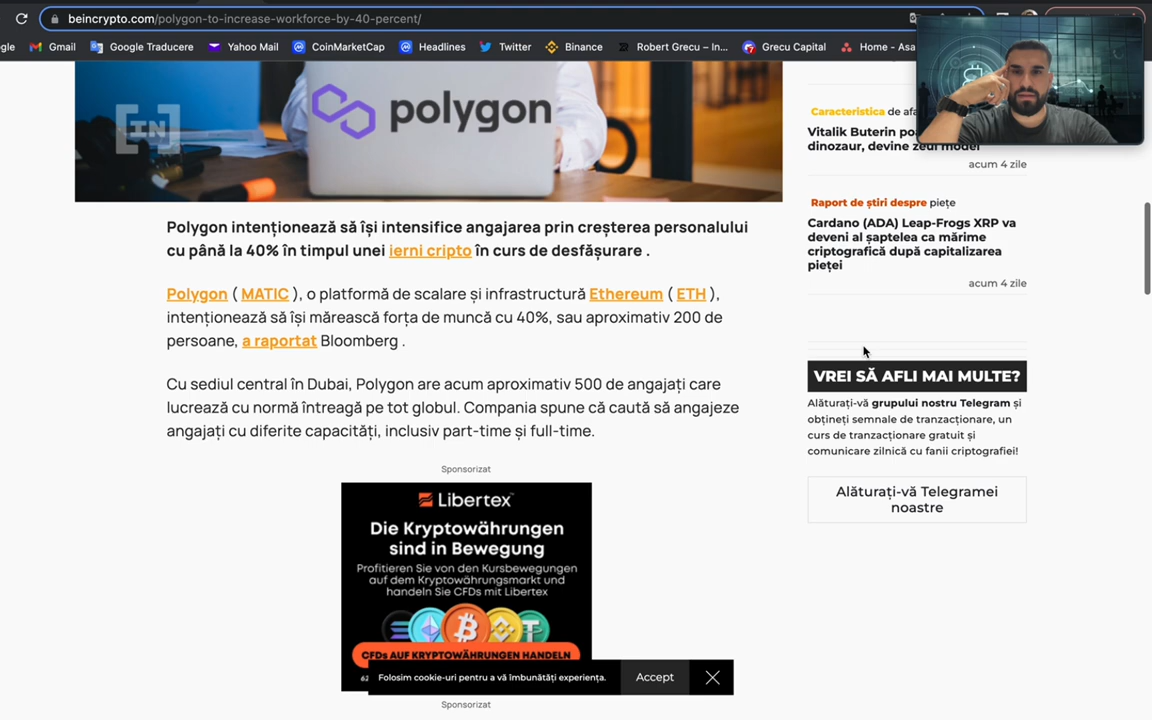 beincrypto.com/polygon-to-increase-workforce-by-40-percent/
gle
Gmail
Google Traducere
Yahoo Mail
CoinMarketCap
Headlines
Twitter
Binance
Robert Grecu – In...
Grecu Capital
Home - Asa
[IN]
polygon
Polygon intenționează să își intensifice angajarea prin creșterea personalului
cu până la 40% în timpul unei ierni cripto în curs de desfășurare .
Polygon ( MATIC ), o platformă de scalare și infrastructură Ethereum ( ETH ),
intenționează să își mărească forța de muncă cu 40%, sau aproximativ 200 de
persoane, a raportat Bloomberg .
Cu sediul central în Dubai, Polygon are acum aproximativ 500 de angajați care
lucrează cu normă întreagă pe tot globul. Compania spune că caută să angajeze
angajați cu diferite capacități, inclusiv part-time și full-time.
Sponsorizat
Libertex
Die Kryptowährungen
sind in Bewegung
Profitieren Sie von den Kursbewegungen
auf dem Kryptowährungsmarkt und
handeln Sie CFDs mit Libertex
CFDs AUF KRYPTOWÄHRUNGEN HANDELN
Folosim cookie-uri pentru a vă îmbunătăți experiența.
Accept
Sponsorizat
Caracteristica de
Vitalik Buterin
dinozaur, devine zeul model
acum 4 zile
Raport de știri despre piețe
Cardano (ADA) Leap-Frogs XRP va
deveni al șaptelea ca mărime
criptografică după capitalizarea
pieței
acum 4 zile
VREI SĂ AFLI MAI MULTE?
Alăturați-vă grupului nostru Telegram și
obțineți semnale de tranzacționare, un
curs de tranzacționare gratuit și
comunicare zilnică cu fanii criptografiei!
Alăturați-vă Telegramei
noastre